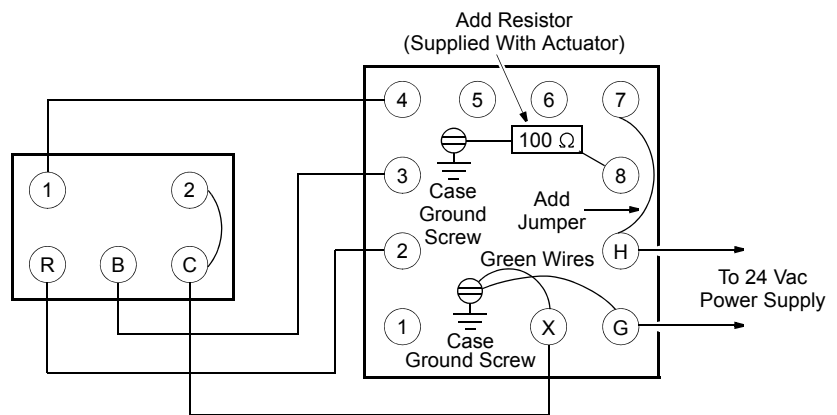 Add Resistor
(Supplied With Actuator)
4
5
6
7
100 Ω
1
2
3
8
Case
Ground
Screw
Add
Jumper
R
B
C
2
H
Green Wires
To 24 Vac
Power Supply
1
X
G
Case
Ground Screw